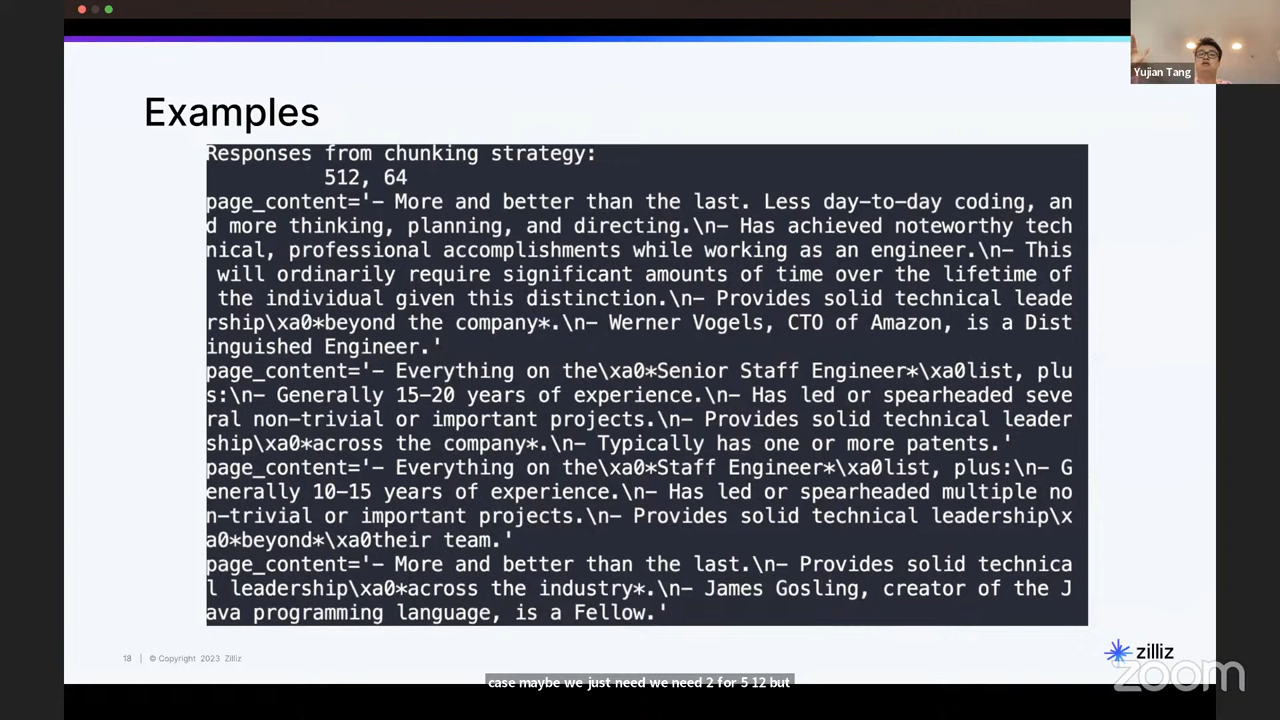 Yujian Tang
Examples
Responses from chunking strategy:
512, 64
page_content='- More and better than the last. Less day-to-day coding, an
d more thinking, planning, and directing.\n- Has achieved noteworthy tech
nical, professional accomplishments while working as an engineer.\n- This
will ordinarily require significant amounts of time over the lifetime of
the individual given this distinction.\n- Provides solid technical leade
rship\xa0*beyond the company*.\n- Werner Vogels, CTO of Amazon, is a Dist
inguished Engineer.'
page_content='- Everything on the\xa0*Senior Staff Engineer*\xa0list, plu
s:\n- Generally 15-20 years of experience.\n- Has led or spearheaded seve
ral non-trivial or important projects.\n- Provides solid technical leader
ship\xa0*across the company*.\n- Typically has one or more patents.'
page_content='- Everything on the\xa0*Staff Engineer*\xa0list, plus:\n- G
enerally 10-15 years of experience.\n- Has led or spearheaded multiple no
n-trivial or important projects.\n- Provides solid technical leadership\x
a0*beyond*\xa0their team.'
page_content='- More and better than the last.\n- Provides solid technica
l leadership\xa0*across the industry*.\n- James Gosling, creator of the J
ava programming language, is a Fellow.'
18 | © Copyright 2023 Zilliz
zilliz
zoom
case maybe we just need we need 2 for 5 12 but